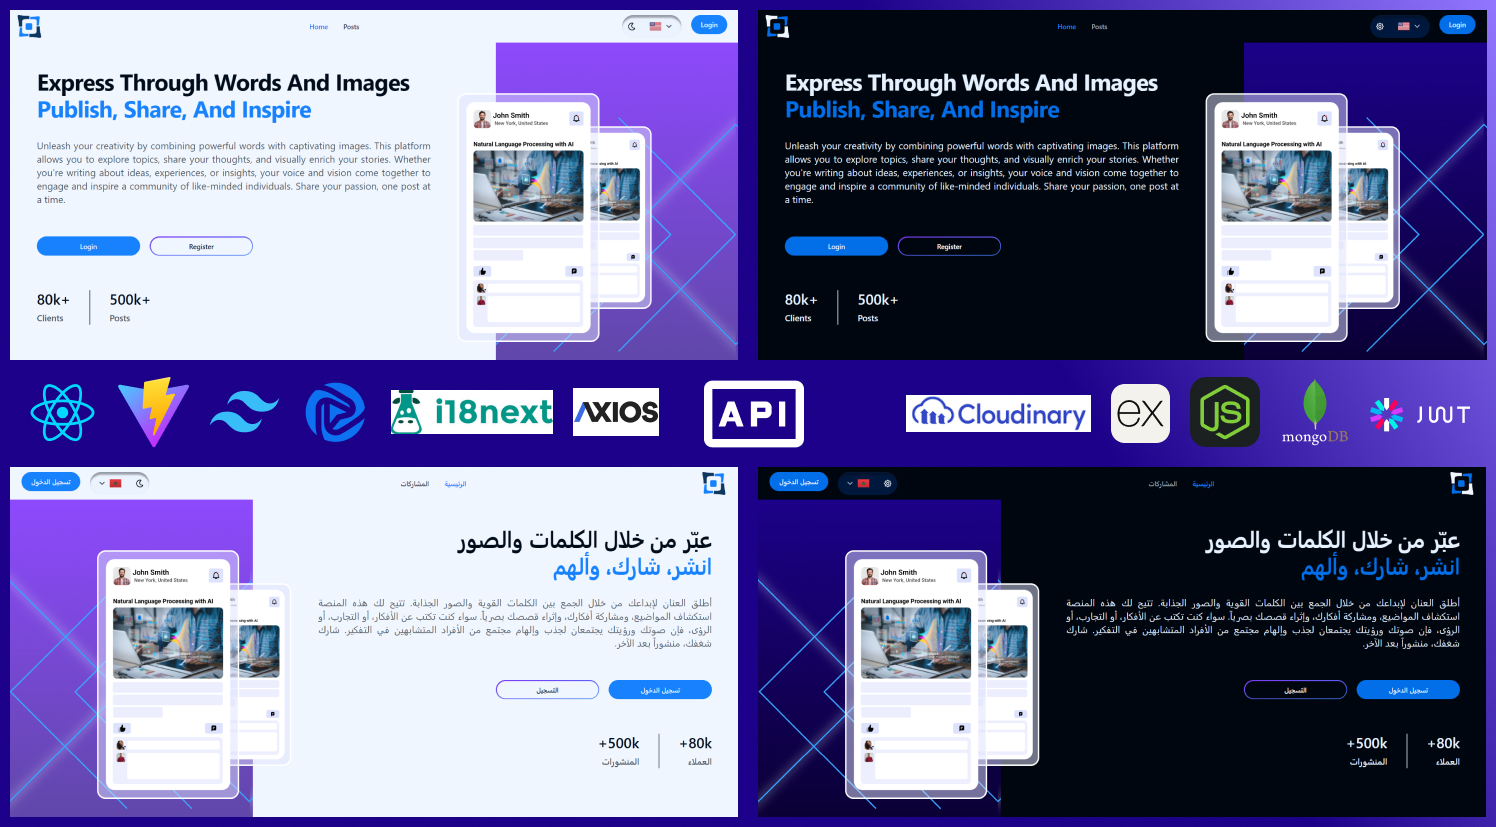 Home
Posts
Login
Express Through Words And Images
Publish, Share, And Inspire
Unleash your creativity by combining powerful words with captivating images. This platform
allows you to explore topics, share your thoughts, and visually enrich your stories. Whether
you're writing about ideas, experiences, or insights, your voice and vision come together to
engage and inspire a community of like-minded individuals. Share your passion, one post at
a time.
Login
Register
80k+
500k+
Clients
Posts
John Smith
New York, United States
Natural Language Processing with AI
Home
Posts
Login
Express Through Words And Images
Publish, Share, And Inspire
Unleash your creativity by combining powerful words with captivating images. This platform
allows you to explore topics, share your thoughts, and visually enrich your stories. Whether
you're writing about ideas, experiences, or insights, your voice and vision come together to
engage and inspire a community of like-minded individuals. Share your passion, one post at
a time.
Login
Register
80k+
500k+
Clients
Posts
John Smith
New York, United States
Natural Language Processing with AI
i18next
AXIOS
API
Cloudinary
ex
JS
mongoDB
JWT
الرئيسية
المشاركات
تسجيل الدخول
عبّر من خلال الكلمات والصور
انشر، شارك، وألهم
أطلق العنان لإبداعك من خلال الجمع بين الكلمات القوية والصور الجذابة. تتيح لك هذه المنصة
استكشاف المواضيع، ومشاركة أفكارك، وإثراء قصصك بصرياً. سواء كنت تكتب عن الأفكار، أو التجارب، أو
الرؤى، فإن صوتك ورؤيتك يجتمعان لجذب وإلهام مجتمع من الأفراد المتشابهين في التفكير. شارك
شغفك، منشوراً بعد الآخر.
تسجيل الدخول
التسجيل
+80k
+500k
العملاء
المنشورات
John Smith
New York, United States
Natural Language Processing with AI
الرئيسية
المشاركات
تسجيل الدخول
عبّر من خلال الكلمات والصور
انشر، شارك، وألهم
أطلق العنان لإبداعك من خلال الجمع بين الكلمات القوية والصور الجذابة. تتيح لك هذه المنصة
استكشاف المواضيع، ومشاركة أفكارك، وإثراء قصصك بصرياً. سواء كنت تكتب عن الأفكار، أو التجارب، أو
الرؤى، فإن صوتك ورؤيتك يجتمعان لجذب وإلهام مجتمع من الأفراد المتشابهين في التفكير. شارك
شغفك، منشوراً بعد الآخر.
تسجيل الدخول
التسجيل
+80k
+500k
العملاء
المنشورات
John Smith
New York, United States
Natural Language Processing with AI